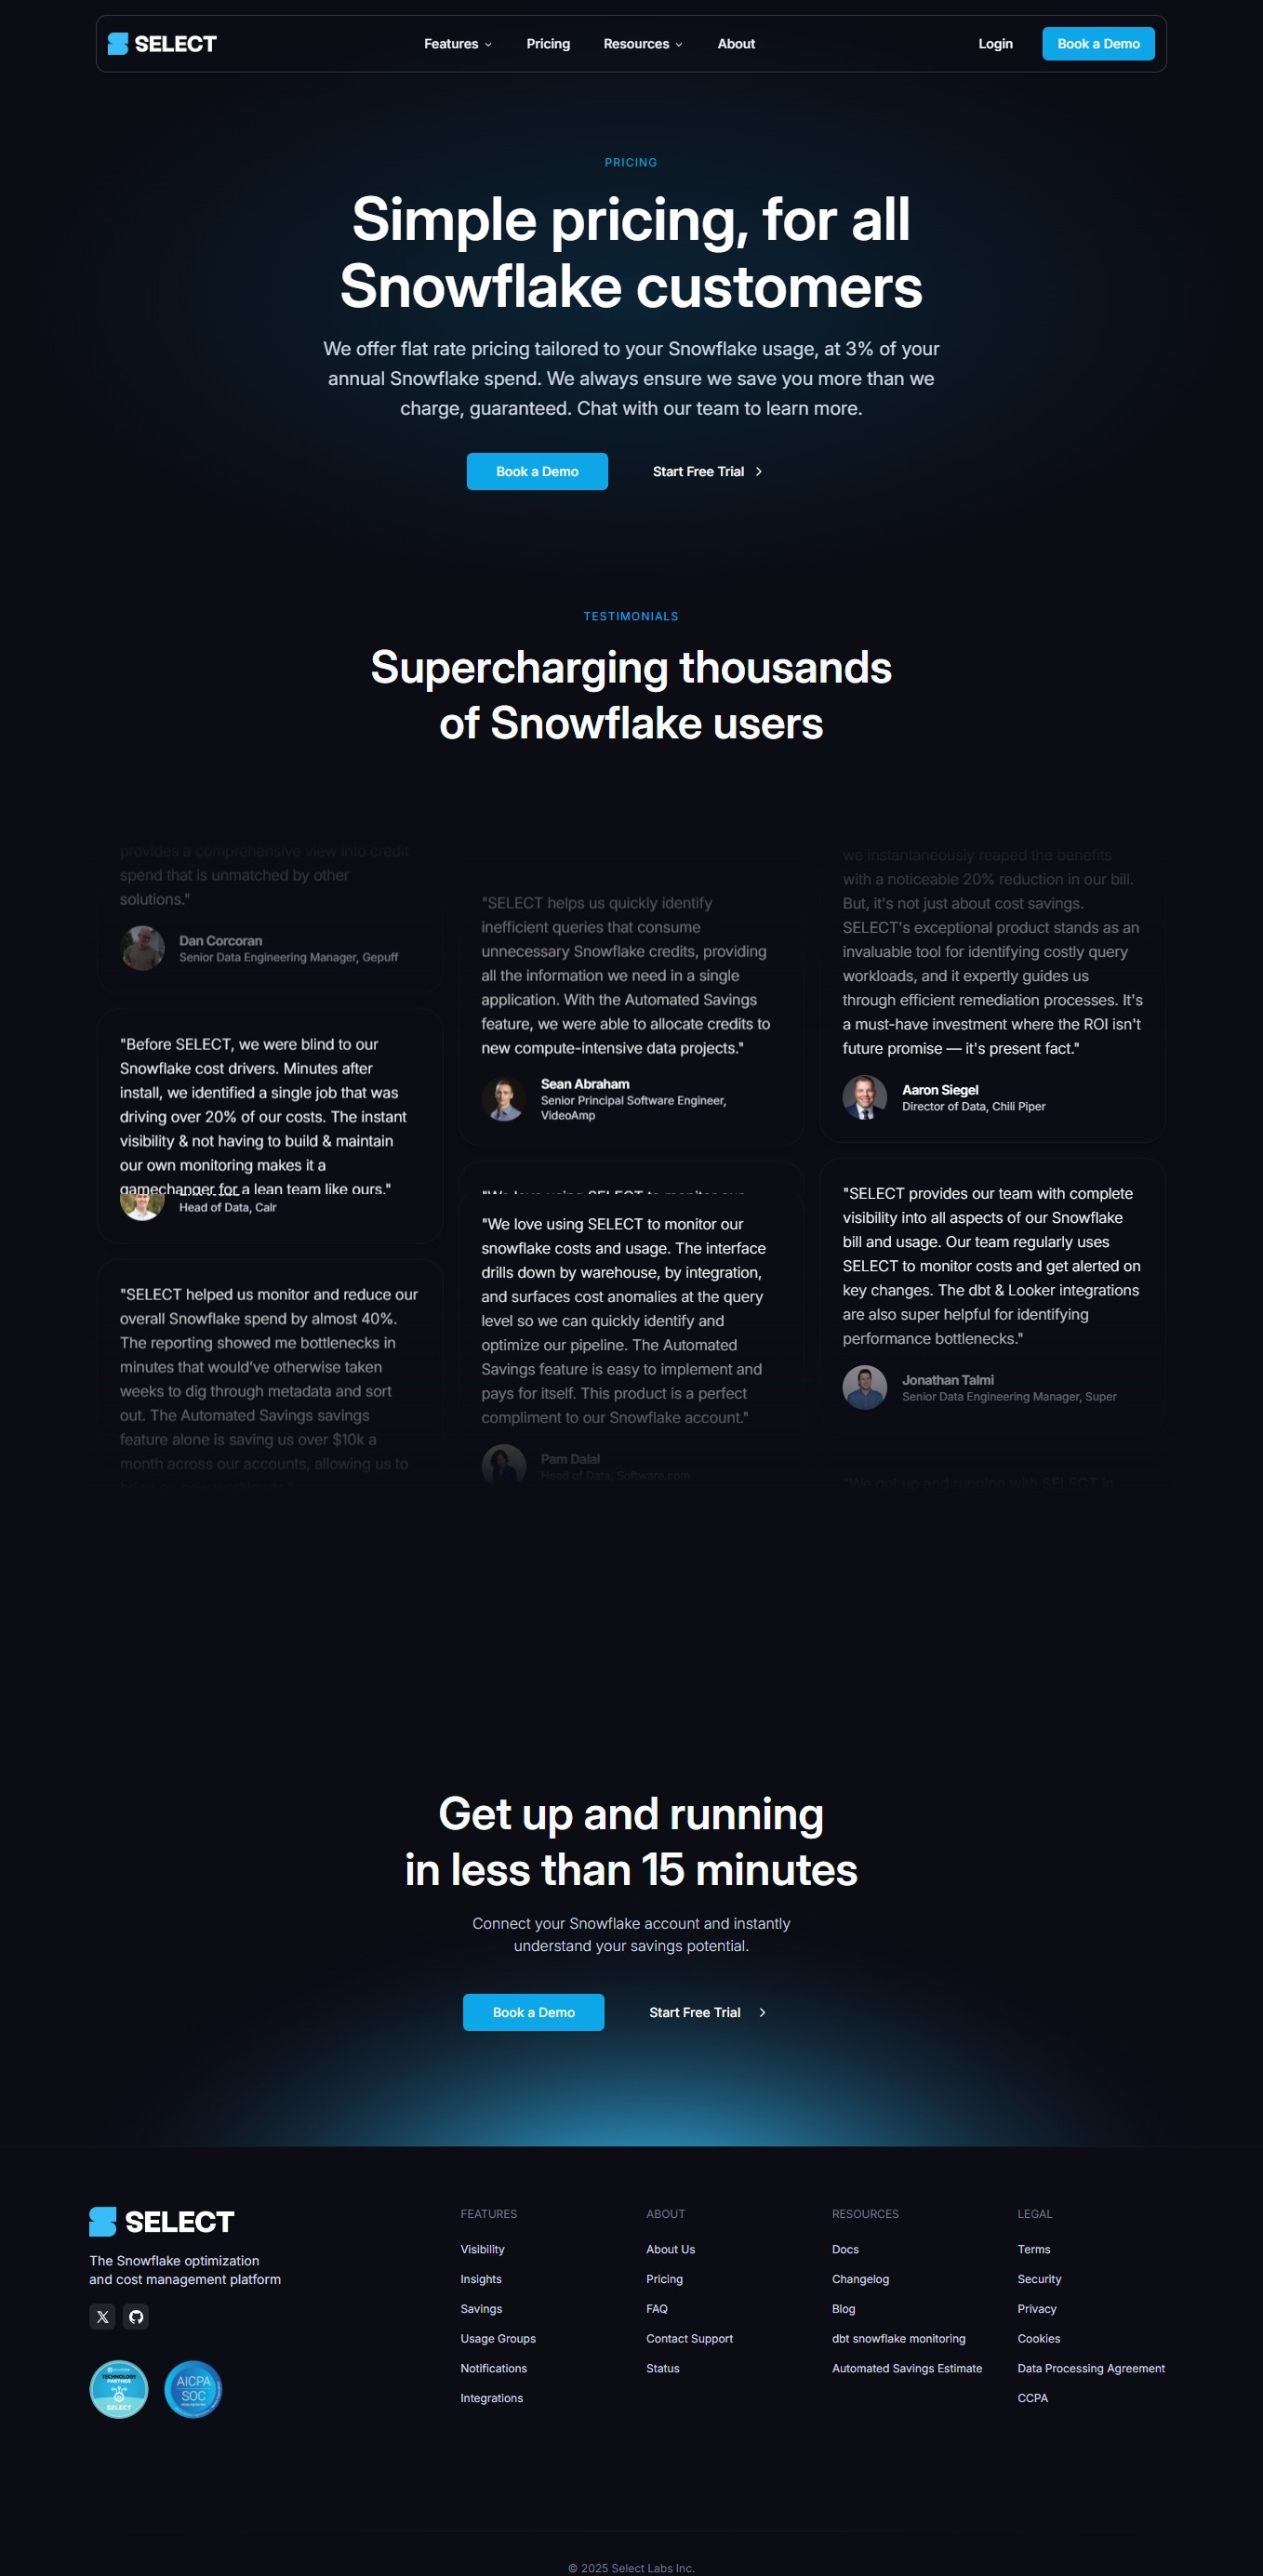 SELECT
Features
Pricing
Resources
About
Login
Book a Demo
PRICING
Simple pricing, for all
Snowflake customers
We offer flat rate pricing tailored to your Snowflake usage, at 3% of your
annual Snowflake spend. We always ensure we save you more than we
charge, guaranteed. Chat with our team to learn more.
Book a Demo
Start Free Trial
TESTIMONIALS
Supercharging thousands
of Snowflake users
provides a comprehensive view into credit
spend that is unmatched by other
solutions."
Dan Corcoran
Senior Data Engineering Manager, Gepuff
"Before SELECT, we were blind to our
Snowflake cost drivers. Minutes after
install, we identified a single job that was
driving over 20% of our costs. The instant
visibility & not having to build & maintain
our own monitoring makes it a
gamechanger for a lean team like ours."
Head of Data, Calr
"SELECT helped us monitor and reduce our
overall Snowflake spend by almost 40%.
The reporting showed me bottlenecks in
minutes that would've otherwise taken
weeks to dig through metadata and sort
out. The Automated Savings savings
feature alone is saving us over $10k a
month across our accounts, allowing us to
"SELECT helps us quickly identify
inefficient queries that consume
unnecessary Snowflake credits, providing
all the information we need in a single
application. With the Automated Savings
feature, we were able to allocate credits to
new compute-intensive data projects."
Sean Abraham
Senior Principal Software Engineer,
VideoAmp
"We love using SELECT to monitor our
"We love using SELECT to monitor our
snowflake costs and usage. The interface
drills down by warehouse, by integration,
and surfaces cost anomalies at the query
level so we can quickly identify and
optimize our pipeline. The Automated
Savings feature is easy to implement and
pays for itself. This product is a perfect
compliment to our Snowflake account."
Pam Dalal
Head of Data, Software.com
we instantaneously reaped the benefits
with a noticeable 20% reduction in our bill.
But, it's not just about cost savings.
SELECT's exceptional product stands as an
invaluable tool for identifying costly query
workloads, and it expertly guides us
through efficient remediation processes. It's
a must-have investment where the ROI isn't
future promise — it's present fact."
Aaron Siegel
Director of Data, Chili Piper
"SELECT provides our team with complete
visibility into all aspects of our Snowflake
bill and usage. Our team regularly uses
SELECT to monitor costs and get alerted on
key changes. The dbt & Looker integrations
are also super helpful for identifying
performance bottlenecks."
Jonathan Talmi
Senior Data Engineering Manager, Super
"We got up and running with SELECT in
Get up and running
in less than 15 minutes
Connect your Snowflake account and instantly
understand your savings potential.
Book a Demo
Start Free Trial
SELECT
The Snowflake optimization
and cost management platform
TECHNOLOGY
PARTNER
SELECT
AICPA
SOC
FEATURES
Visibility
Insights
Savings
Usage Groups
Notifications
Integrations
ABOUT
About Us
Pricing
FAQ
Contact Support
Status
RESOURCES
Docs
Changelog
Blog
dbt snowflake monitoring
Automated Savings Estimate
LEGAL
Terms
Security
Privacy
Cookies
Data Processing Agreement
CCPA
© 2025 Select Labs Inc.